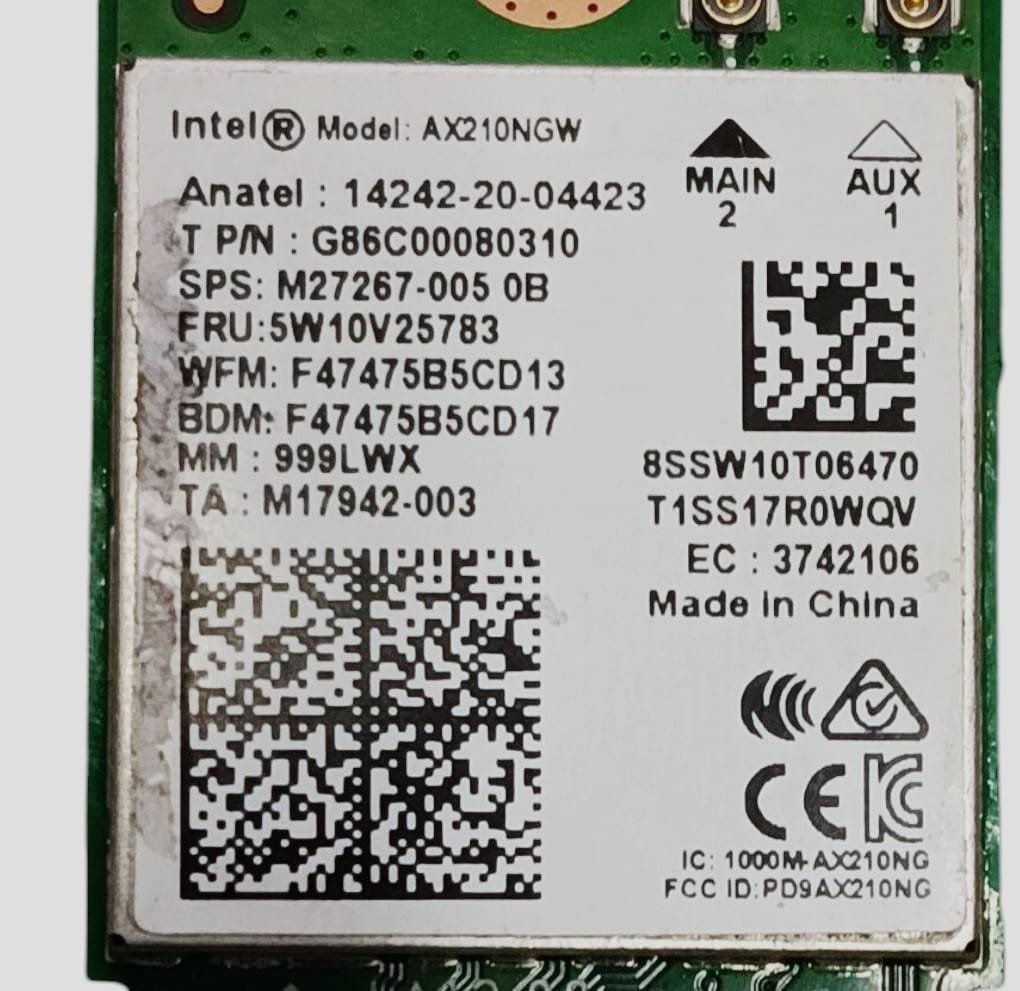 Intel® Model: AX210NGW
MAIN
2
AUX
1
Anatel : 14242-20-04423
T P/N : G86C00080310
SPS: M27267-005 0B
FRU:5W10V25783
WFM: F47475B5CD13
BDM: F47475B5CD17
MM : 999LWX
TA : M17942-003
8SSW10T06470
T1SS17R0WQV
EC : 3742106
Made in China
CE
IC: 1000M-AX210NG
FCC ID:PD9AX210NG